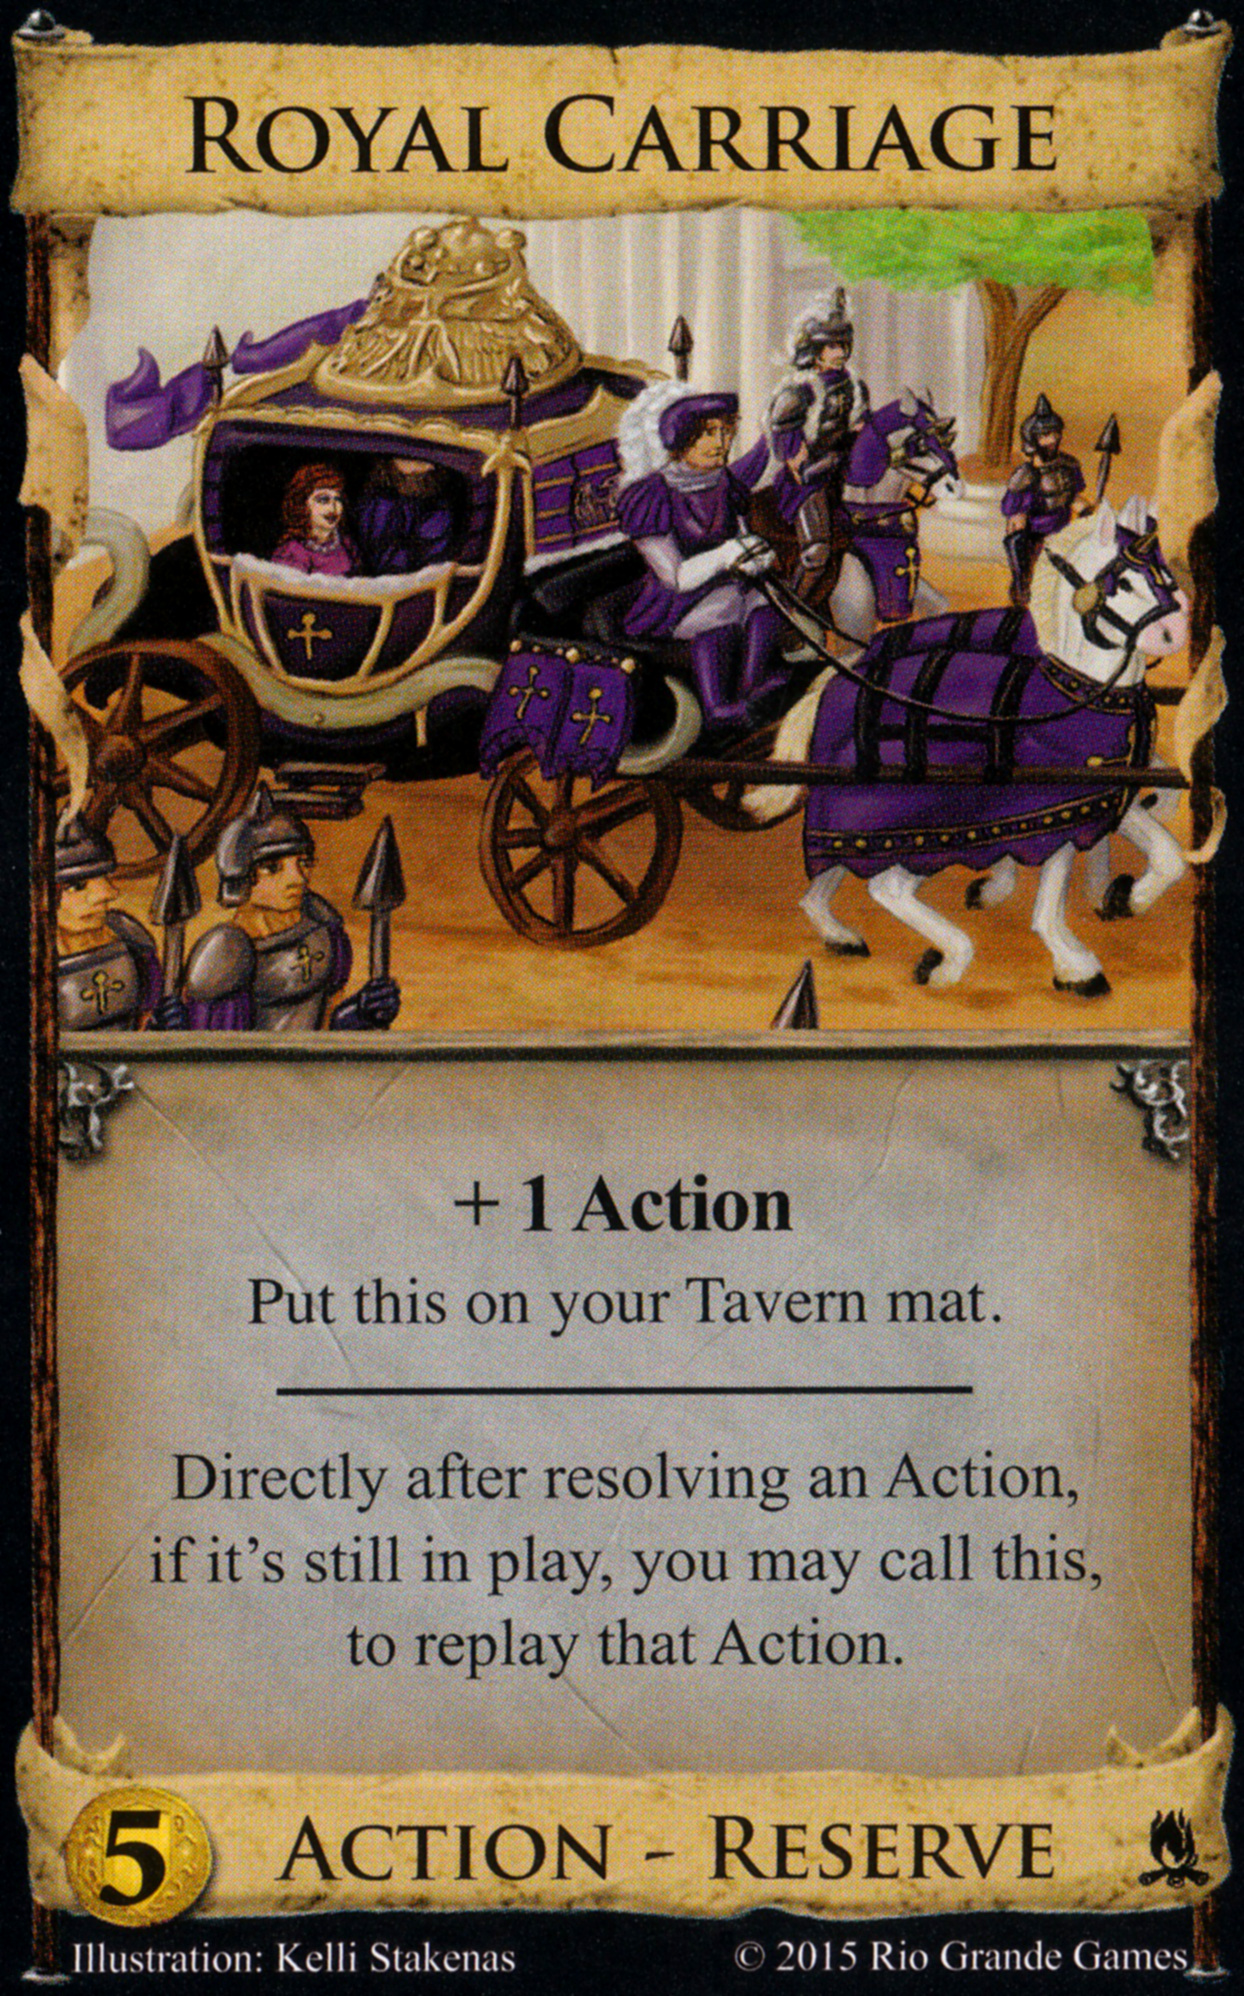 ROYAL CARRIAGE
+1 Action
Put this on your Tavern mat.
Directly after resolving an Action,
if it's still in play, you may call this,
to replay that Action.
5 ACTION - RESERVE
Illustration: Kelli Stakenas © 2015 Rio Grande Games